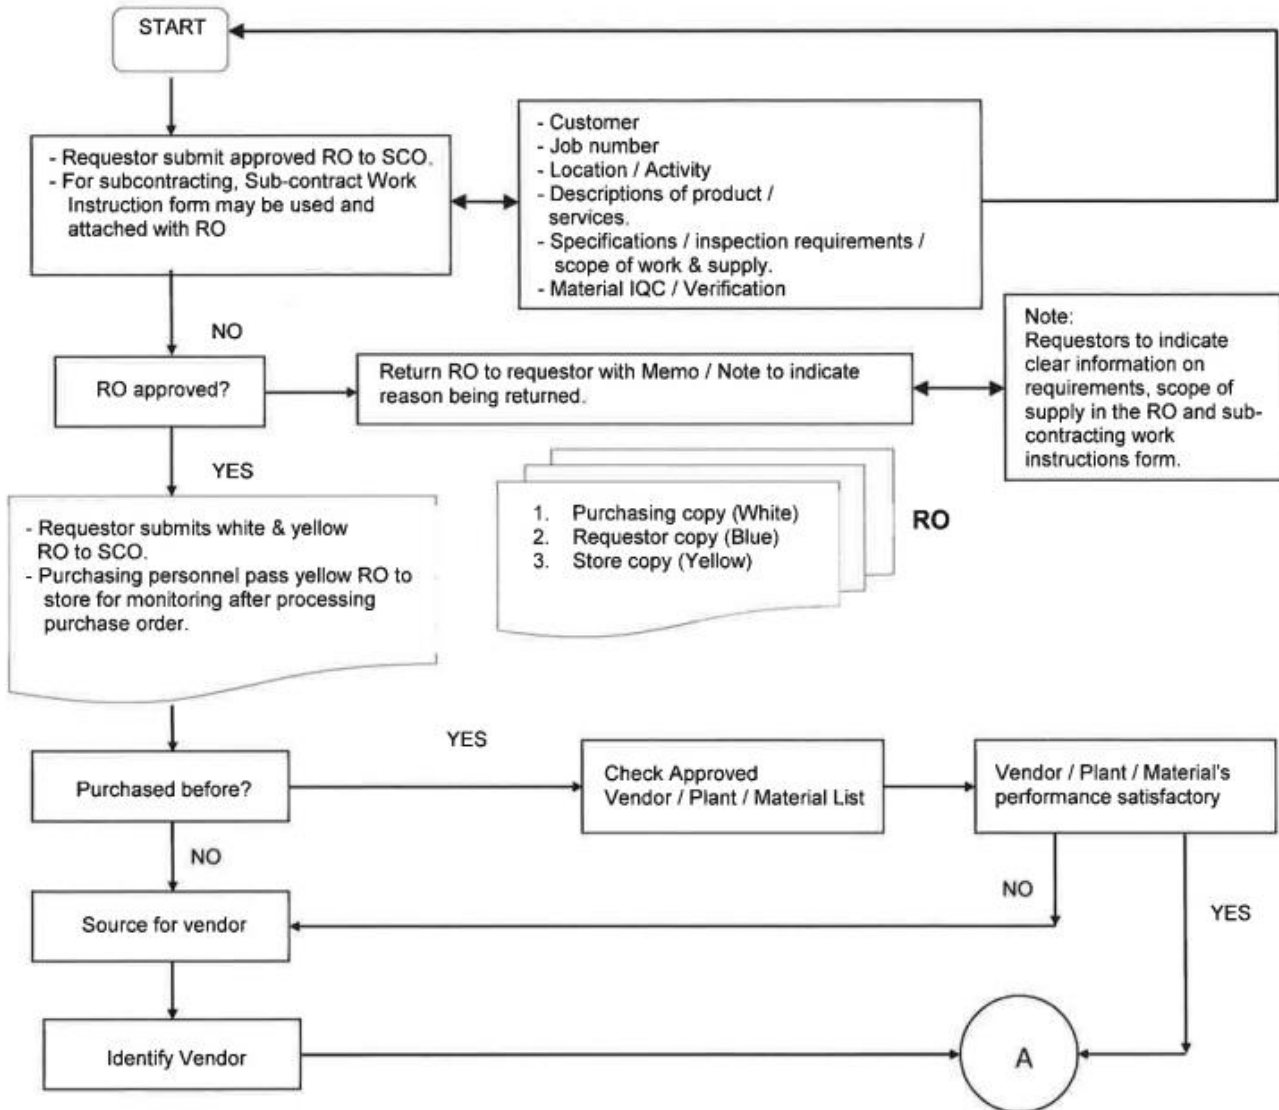 START
- Requestor submit approved RO to SCO.
- For subcontracting, Sub-contract Work
Instruction form may be used and
attached with RO
- Customer
- Job number
- Location / Activity
- Descriptions of product /
services.
- Specifications / inspection requirements /
scope of work & supply.
- Material IQC / Verification
NO
RO approved?
Return RO to requestor with Memo / Note to indicate
reason being returned.
Note:
Requestors to indicate
clear information on
requirements, scope of
supply in the RO and sub-
contracting work
instructions form.
YES
- Requestor submits white & yellow
RO to SCO.
- Purchasing personnel pass yellow RO to
store for monitoring after processing
purchase order.
1. Purchasing copy (White)
2. Requestor copy (Blue)
3. Store copy (Yellow)
RO
Purchased before?
YES
Check Approved
Vendor / Plant / Material List
Vendor / Plant / Material's
performance satisfactory
NO
NO
YES
Source for vendor
Identify Vendor
A